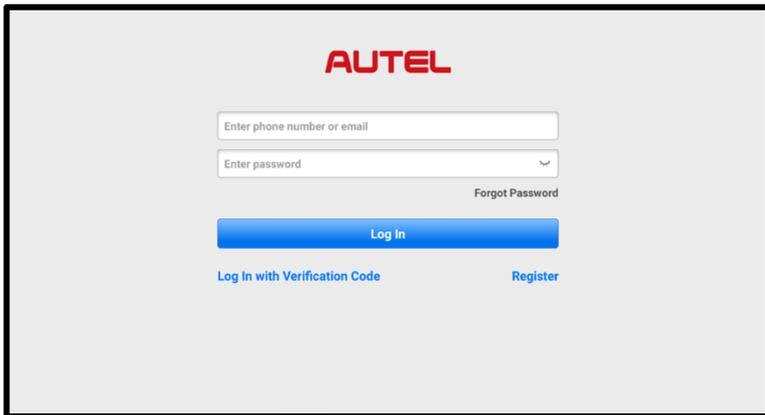 AUTEL
Enter phone number or email
Enter password
Forgot Password
Log In
Log In with Verification Code
Register